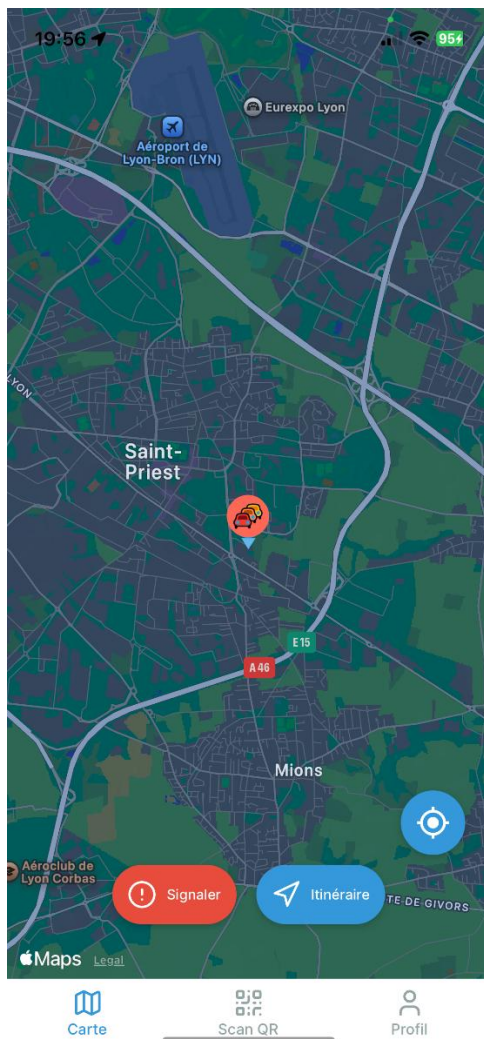 19:56
95
Eurexpo Lyon
Aéroport de
Lyon-Bron (LYN)
LYON
Saint-
Priest
E15
A46
Mions
Aéroclub de
Lyon Corbas
Signaler
Itinéraire
TE DE GIVORS
Maps
Legal
Carte
Scan QR
Profil